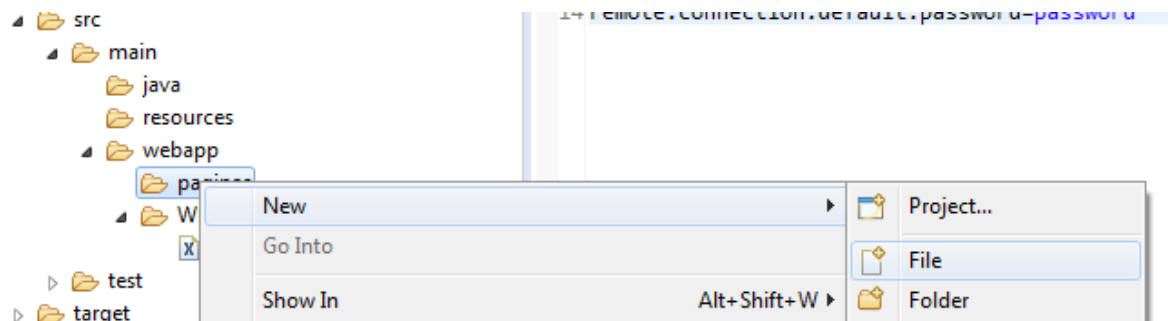 src
14 remote.connection.default.password=password
main
java
resources
webapp
New
Project...
W
Go Into
File
test
Show In Alt+Shift+W
Folder
target